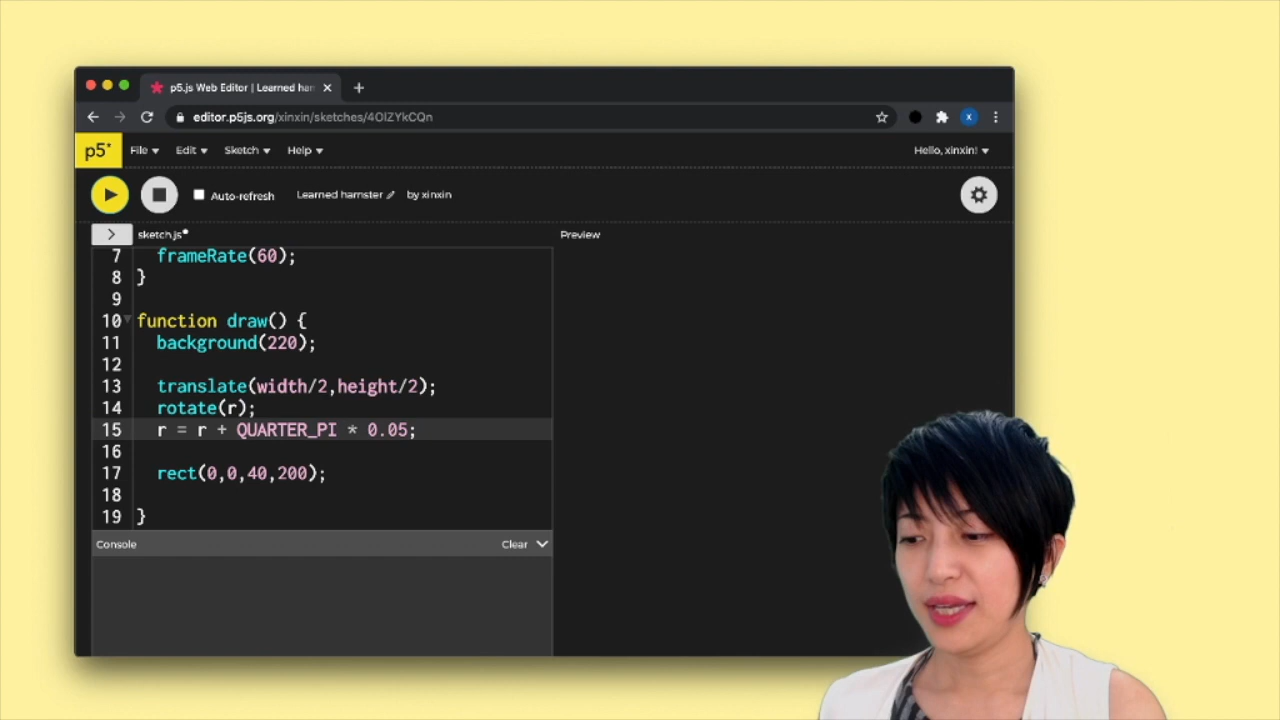 p5.js Web Editor | Learned ham
editor.p5js.org/xinxin/sketches/4OIZYkCQn
X
p5* File Edit Sketch Help Hello, xinxin!
Auto-refresh Learned hamster by xinxin
> sketch.js Preview
7 frameRate(60);
8 }
9
10 function draw() {
11 background(220);
12
13 translate(width/2,height/2);
14 rotate(r);
15 r = r + QUARTER_PI * 0.05;
16
17 rect(0,0,40,200);
18
19 }
Console Clear